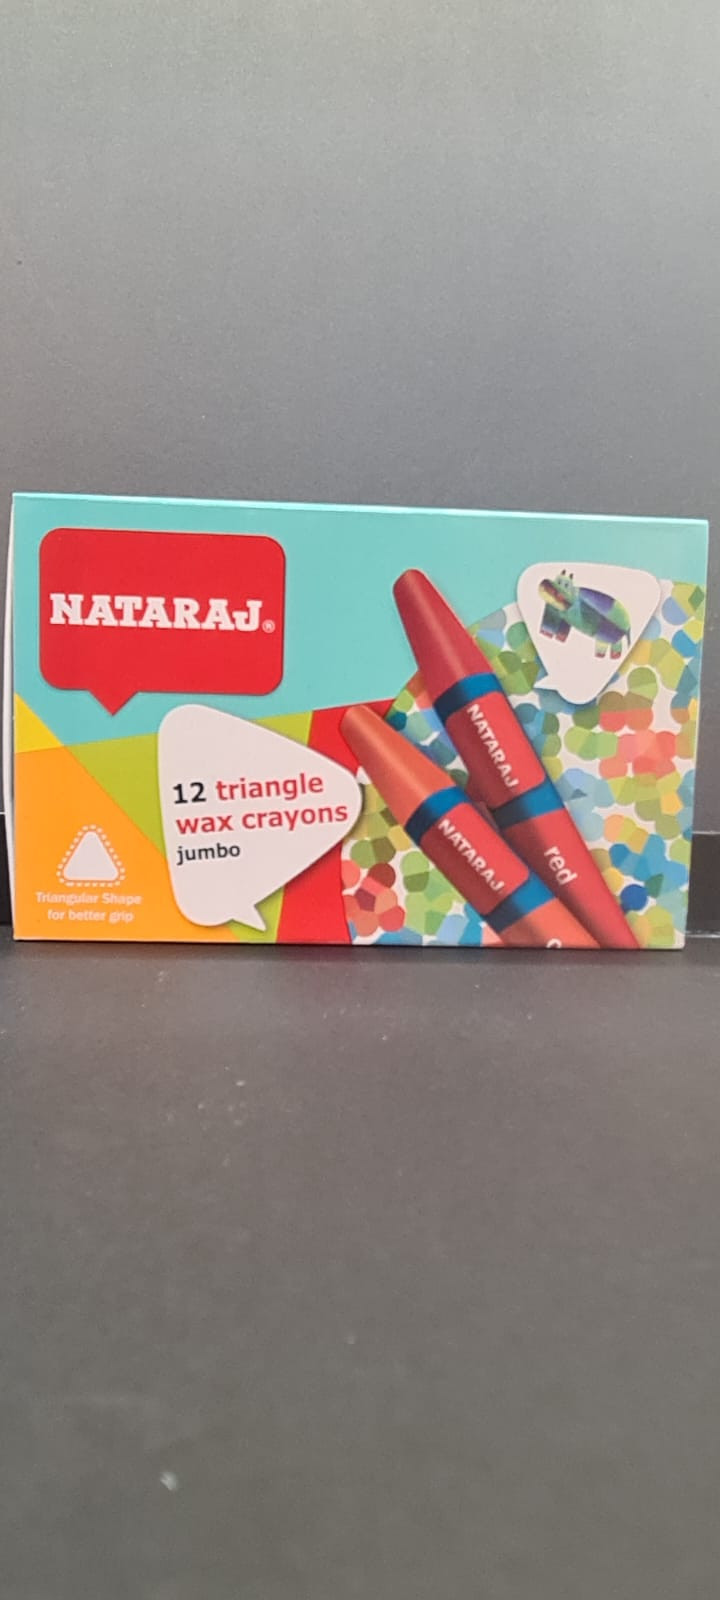 NATARAJ®
12 triangle
wax crayons
jumbo
Triangular Shape
for better grip
NATARAJ
red
NATARAJ